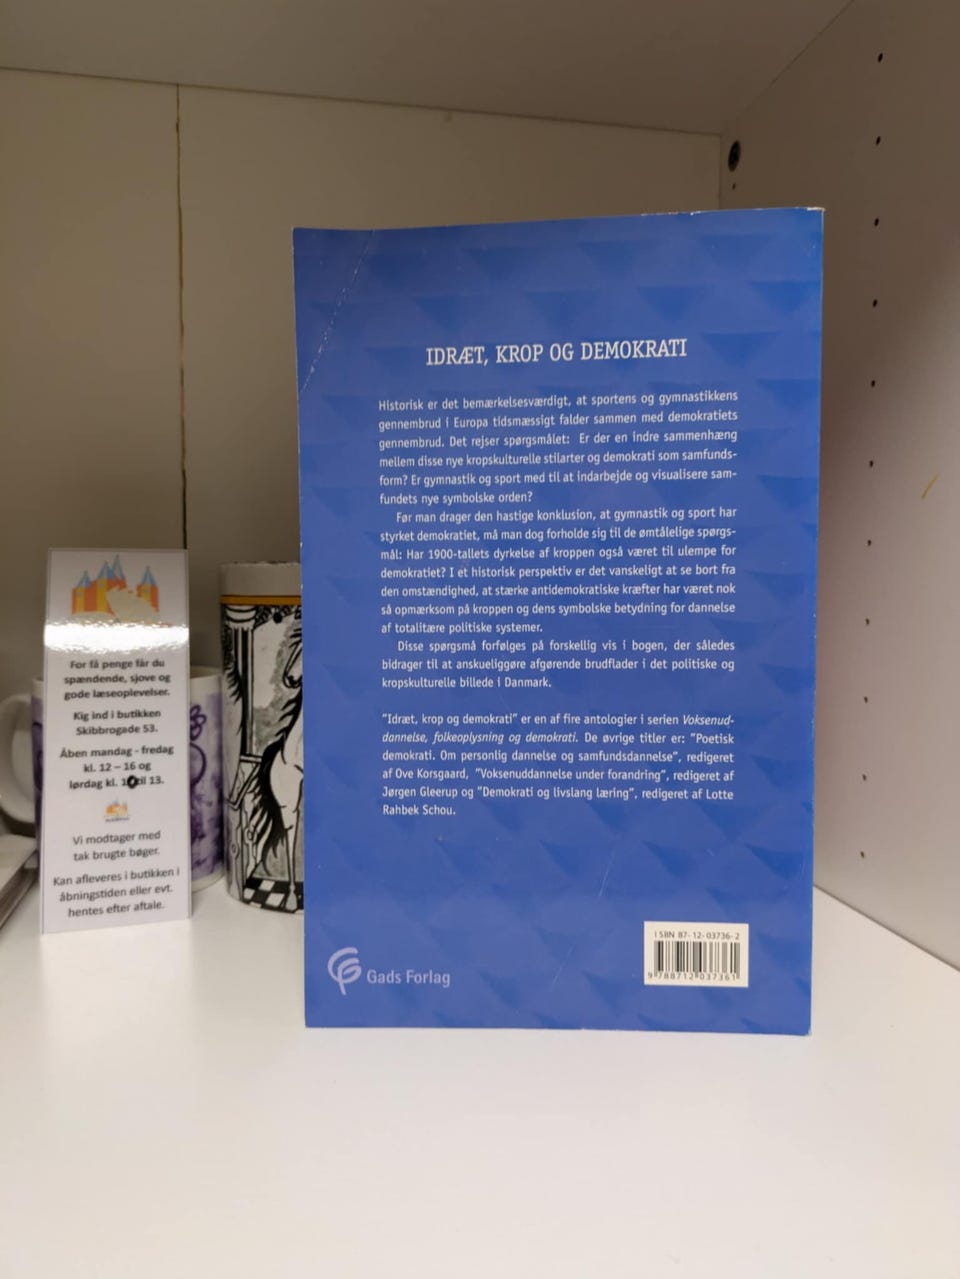 IDRÆT, KROP OG DEMOKRATI
Historisk er det bemærkelsesværdigt, at sportens og gymnastikkens
gennembrud i Europa tidsmæssigt falder sammen med demokratiets
gennembrud. Det rejser spørgsmålet: Er der en indre sammenhæng
mellem disse nye kropskulturelle stilarter og demokrati som samfunds-
form? Er gymnastik og sport med til at indarbejde og visualisere sam-
fundets nye symbolske orden?
Før man drager den hastige konklusion, at gymnastik og sport har
styrket demokratiet, må man dog forholde sig til de ømtålelige spørgs-
mål: Har 1900-tallets dyrkelse af kroppen også været til ulempe for
demokratiet? I et historisk perspektiv er det vanskeligt at se bort fra
den omstændighed, at stærke antidemokratiske kræfter har været nok
så opmærksom på kroppen og dens symbolske betydning for dannelse
af totalitære politiske systemer.
Disse spørgsmå forfølges på forskellig vis i bogen, der således
bidrager til at anskueliggøre afgørende brudflader i det politiske og
kropskulturelle billede i Danmark.
"Idræt, krop og demokrati" er en af fire antologier i serien Voksenud-
dannelse, folkeoplysning og demokrati. De øvrige titler er: "Poetisk
demokrati. Om personlig dannelse og samfundsdannelse", redigeret
af Ove Korsgaard, "Voksenuddannelse under forandring", redigeret af
Jørgen Gleerup og "Demokrati og livslang læring", redigeret af Lotte
Rahbek Schou.
Gads Forlag
ISBN 87-12-03736-2
9 788712 037361
For få penge får du
spændende, sjove og
gode læseoplevelser.
Kig ind i butikken
Skibbrogade 53.
Åben mandag - fredag
kl. 12 – 16 og
lørdag kl. 10 til 13.
Vi modtager med
tak brugte bøger.
Kan afleveres i butikken i
åbningstiden eller evt.
hentes efter aftale.